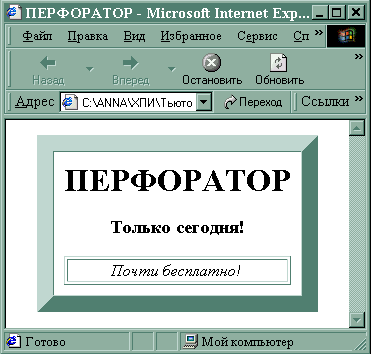 ПЕРФОРАТОР - Microsoft Internet Exp...
Файл Правка Вид Избранное Сервис Сп »
Назад Вперед Остановить Обновить »
Адрес C:\ANNA\ХПИ\Тьюто Переход Ссылки »
ПЕРФОРАТОР
Только сегодня!
Почти бесплатно!
Готово Мой компьютер